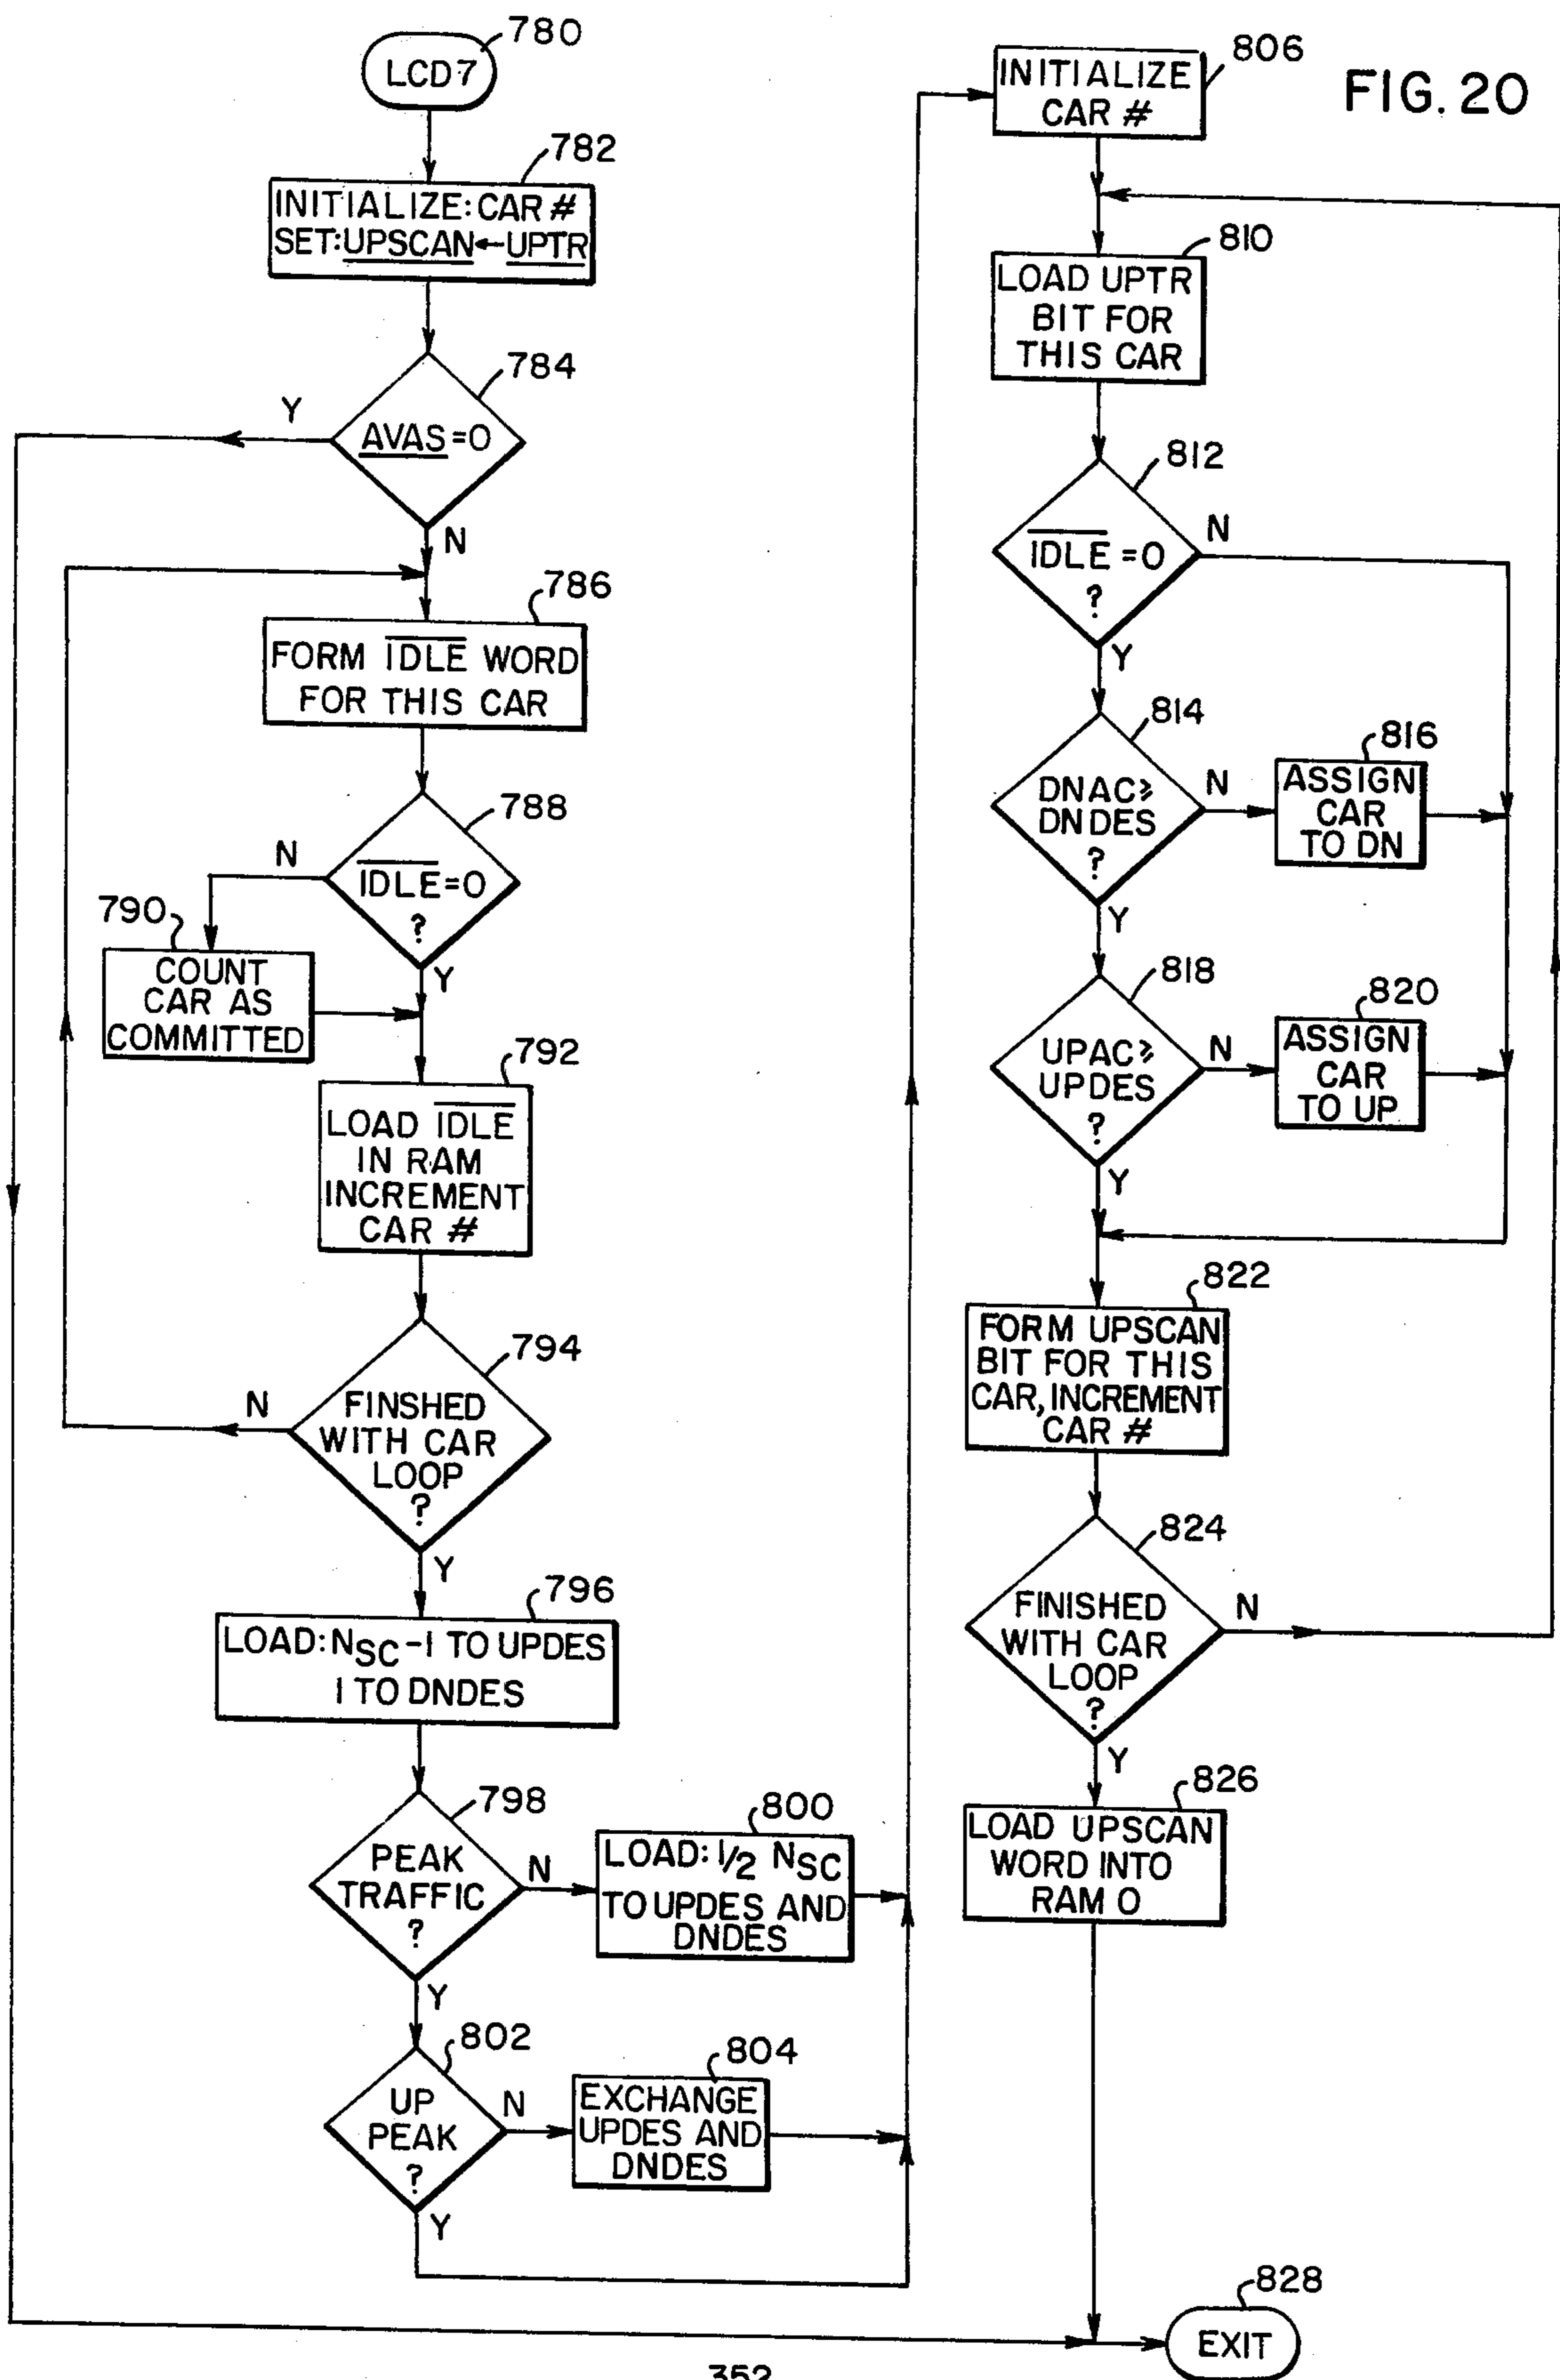 FIG. 20
780
LCD7
782
INITIALIZE: CAR #
SET: UPSCAN ← UPTR
784
AVAS = 0
Y
N
786
FORM I̅D̅L̅E̅ WORD
FOR THIS CAR
788
I̅D̅L̅E̅ = 0
?
N
Y
790
COUNT
CAR AS
COMMITTED
792
LOAD I̅D̅L̅E̅
IN RAM
INCREMENT
CAR #
794
FINSHED
WITH CAR
LOOP
?
N
Y
796
LOAD: NSC - 1 TO UPDES
1 TO DNDES
798
PEAK
TRAFFIC
?
N
Y
800
LOAD: 1/2 NSC
TO UPDES AND
DNDES
802
UP
PEAK
?
N
Y
804
EXCHANGE
UPDES AND
DNDES
806
INITIALIZE
CAR #
810
LOAD UPTR
BIT FOR
THIS CAR
812
I̅D̅L̅E̅ = 0
?
N
Y
814
DNAC ≥
DNDES
?
N
Y
816
ASSIGN
CAR
TO DN
818
UPAC ≥
UPDES
?
N
Y
820
ASSIGN
CAR
TO UP
822
FORM UPSCAN
BIT FOR THIS
CAR, INCREMENT
CAR #
824
FINISHED
WITH CAR
LOOP
?
N
Y
826
LOAD UPSCAN
WORD INTO
RAM 0
828
EXIT
352